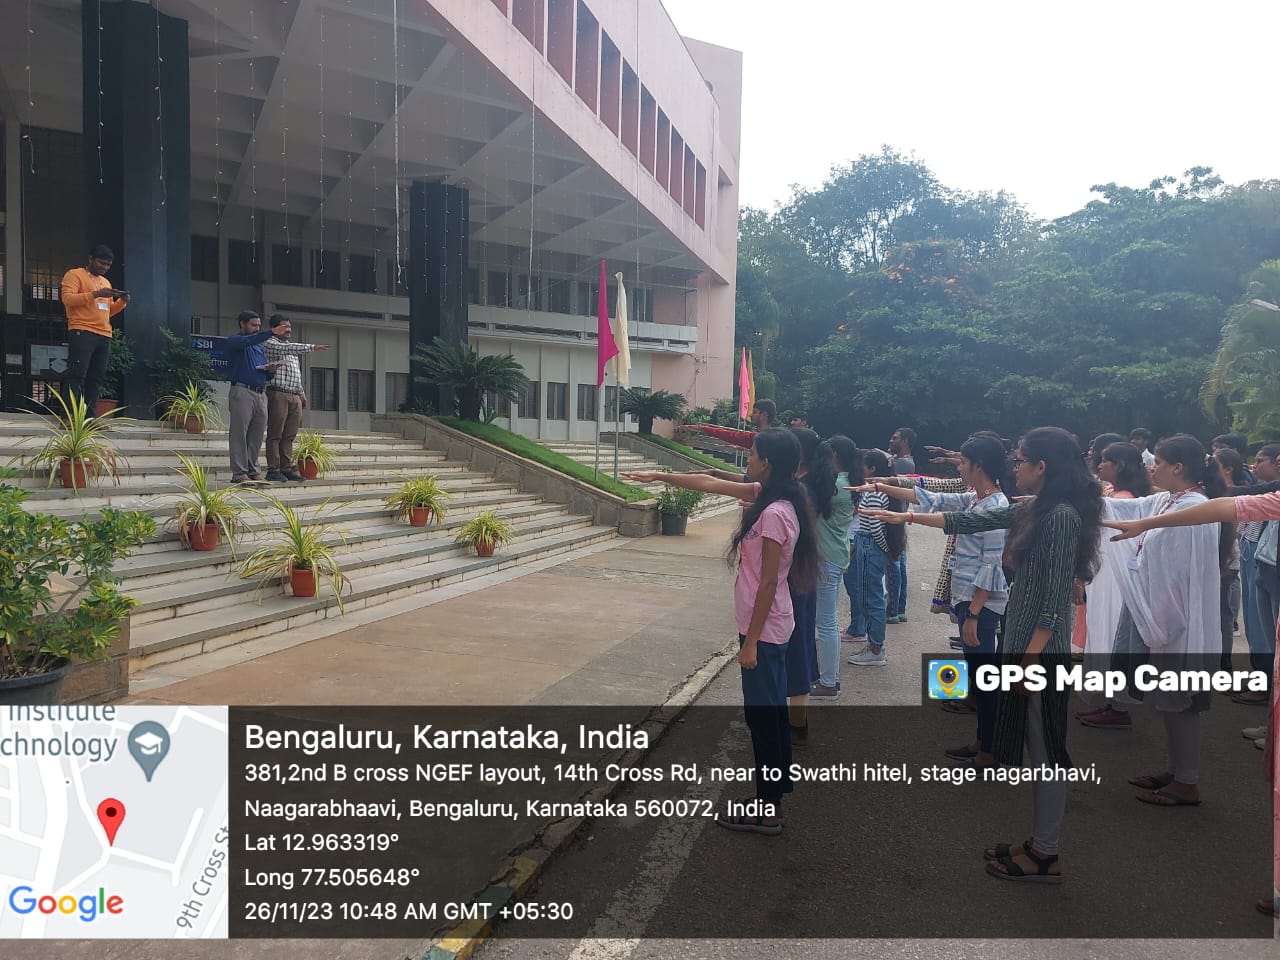 SBI
GPS Map Camera
Institute
chnology
9th Cross St
Google
Bengaluru, Karnataka, India
381,2nd B cross NGEF layout, 14th Cross Rd, near to Swathi hitel, stage nagarbhavi,
Naagarabhaavi, Bengaluru, Karnataka 560072, India
Lat 12.963319°
Long 77.505648°
26/11/23 10:48 AM GMT +05:30